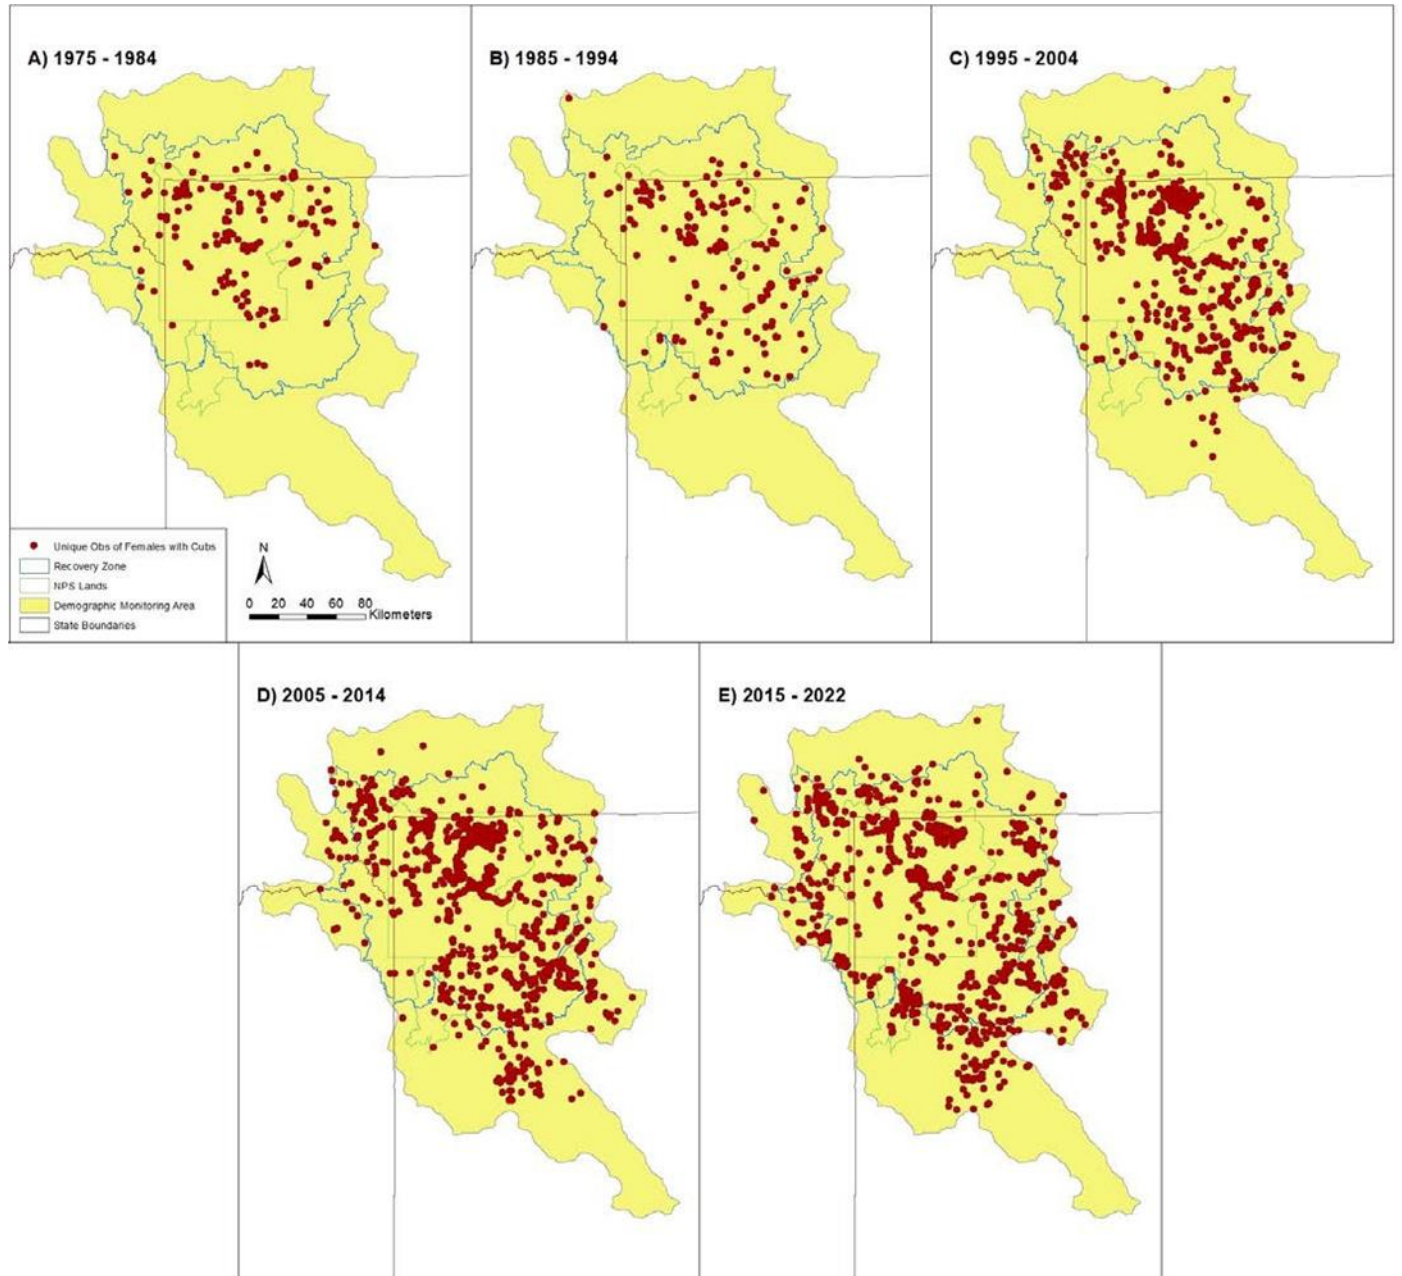 A) 1975 - 1984
B) 1985 - 1994
C) 1995 - 2004
Unique Obs of Females with Cubs
Recovery Zone
NPS Lands
Demographic Monitoring Area
State Boundaries
N
0 20 40 60 80
Kilometers
D) 2005 - 2014
E) 2015 - 2022